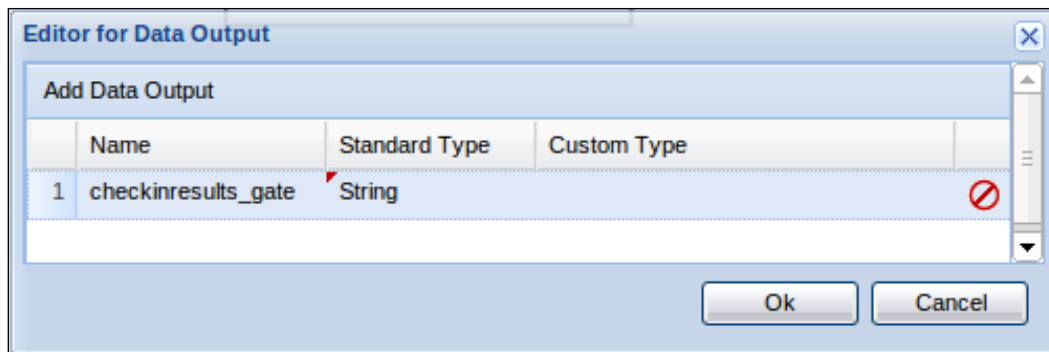 Editor for Data Output
Add Data Output
Name Standard Type Custom Type
1 checkinresults_gate String
Ok Cancel